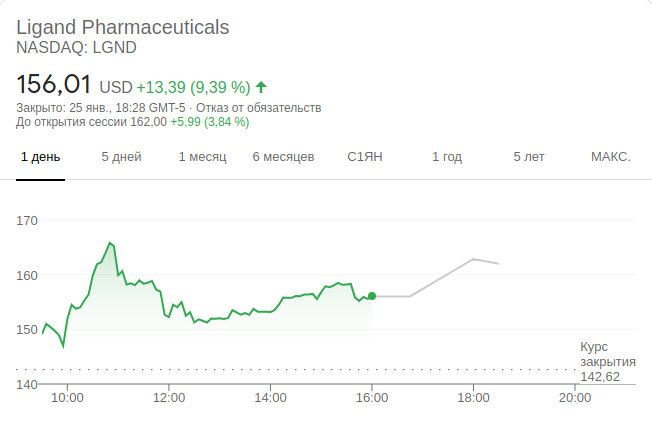 Ligand Pharmaceuticals
NASDAQ: LGND
156,01 USD +13,39 (9,39 %)
Закрыто: 25 янв., 18:28 GMT-5 · Отказ от обязательств
До открытия сессии 162,00 +5,99 (3,84 %)
1 день 5 дней 1 месяц 6 месяцев С1ЯН 1 год 5 лет МАКС.
170
160
150
Курс
закрытия
142,62
140
10:00 12:00 14:00 16:00 18:00 20:00